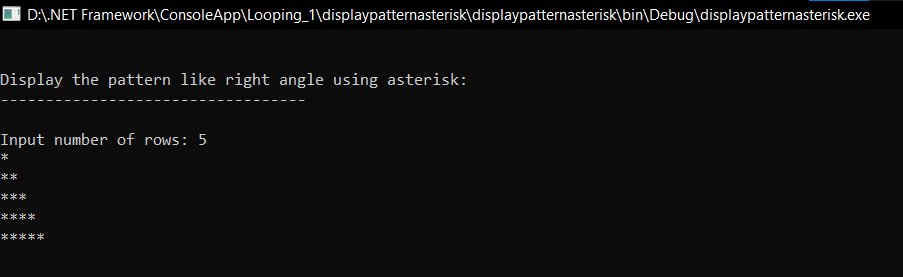 D:\.NET Framework\ConsoleApp\Looping_1\displaypatternasterisk\displaypatternasterisk\bin\Debug\displaypatternasterisk.exe
Display the pattern like right angle using asterisk:
----------------------------------
Input number of rows: 5
*
**
***
****
*****